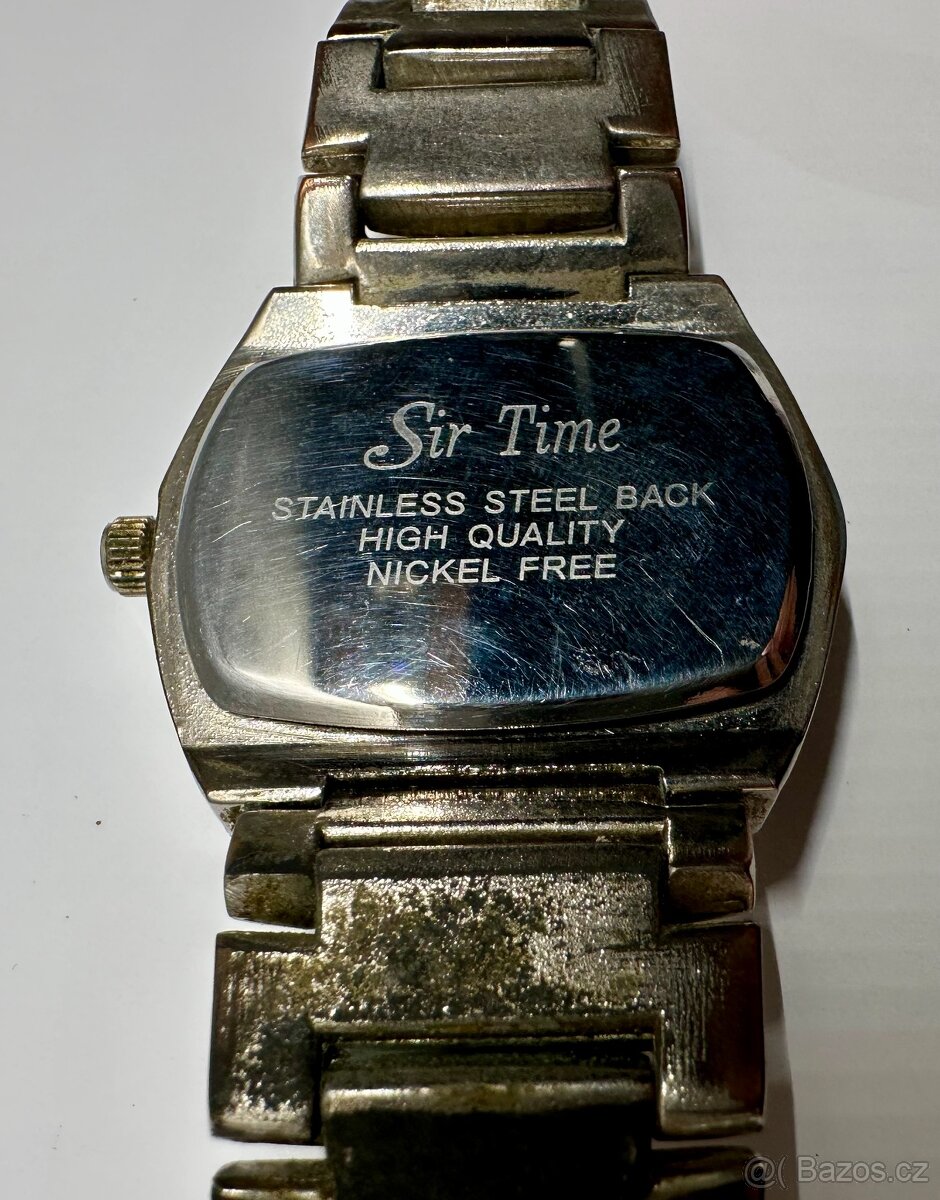 Sir Time
STAINLESS STEEL BACK
HIGH QUALITY
NICKEL FREE
@( Bazos.cz